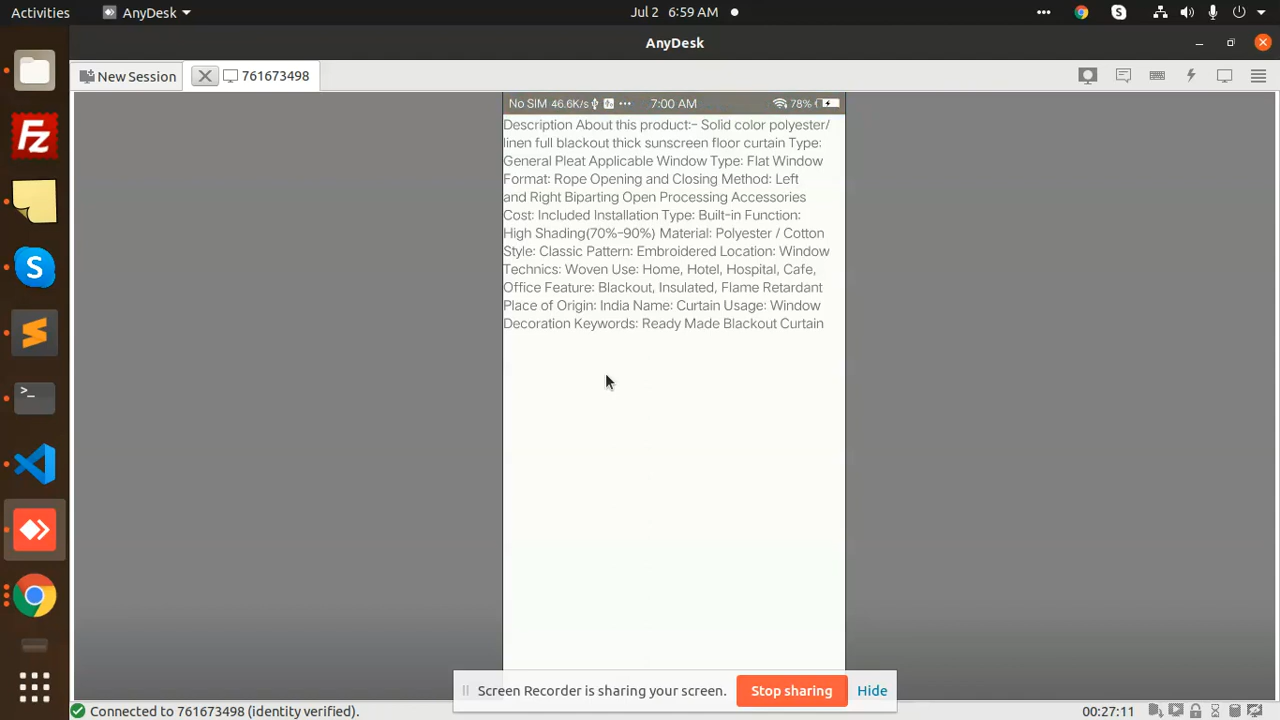 Activities
AnyDesk
Jul 2 6:59 AM
AnyDesk
New Session
761673498
No SIM 46.6K/s
7:00 AM
78%
Description About this product:- Solid color polyester/
linen full blackout thick sunscreen floor curtain Type:
General Pleat Applicable Window Type: Flat Window
Format: Rope Opening and Closing Method: Left
and Right Biparting Open Processing Accessories
Cost: Included Installation Type: Built-in Function:
High Shading(70%-90%) Material: Polyester / Cotton
Style: Classic Pattern: Embroidered Location: Window
Technics: Woven Use: Home, Hotel, Hospital, Cafe,
Office Feature: Blackout, Insulated, Flame Retardant
Place of Origin: India Name: Curtain Usage: Window
Decoration Keywords: Ready Made Blackout Curtain
Screen Recorder is sharing your screen.
Stop sharing
Hide
Connected to 761673498 (identity verified).
00:27:11